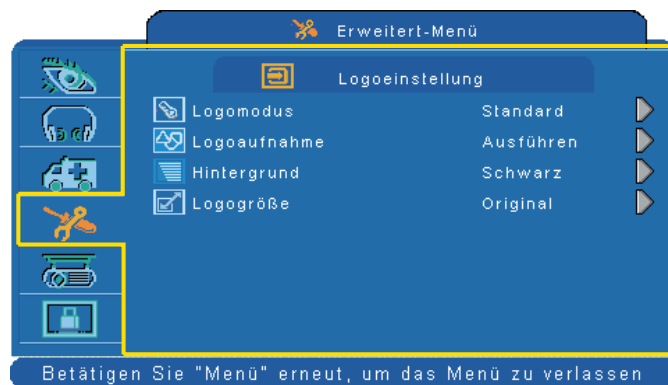 Erweitert-Menü
Logoeinstellung
Logomodus Standard
Logoaufnahme Ausführen
Hintergrund Schwarz
Logogröße Original
Betätigen Sie "Menü" erneut, um das Menü zu verlassen